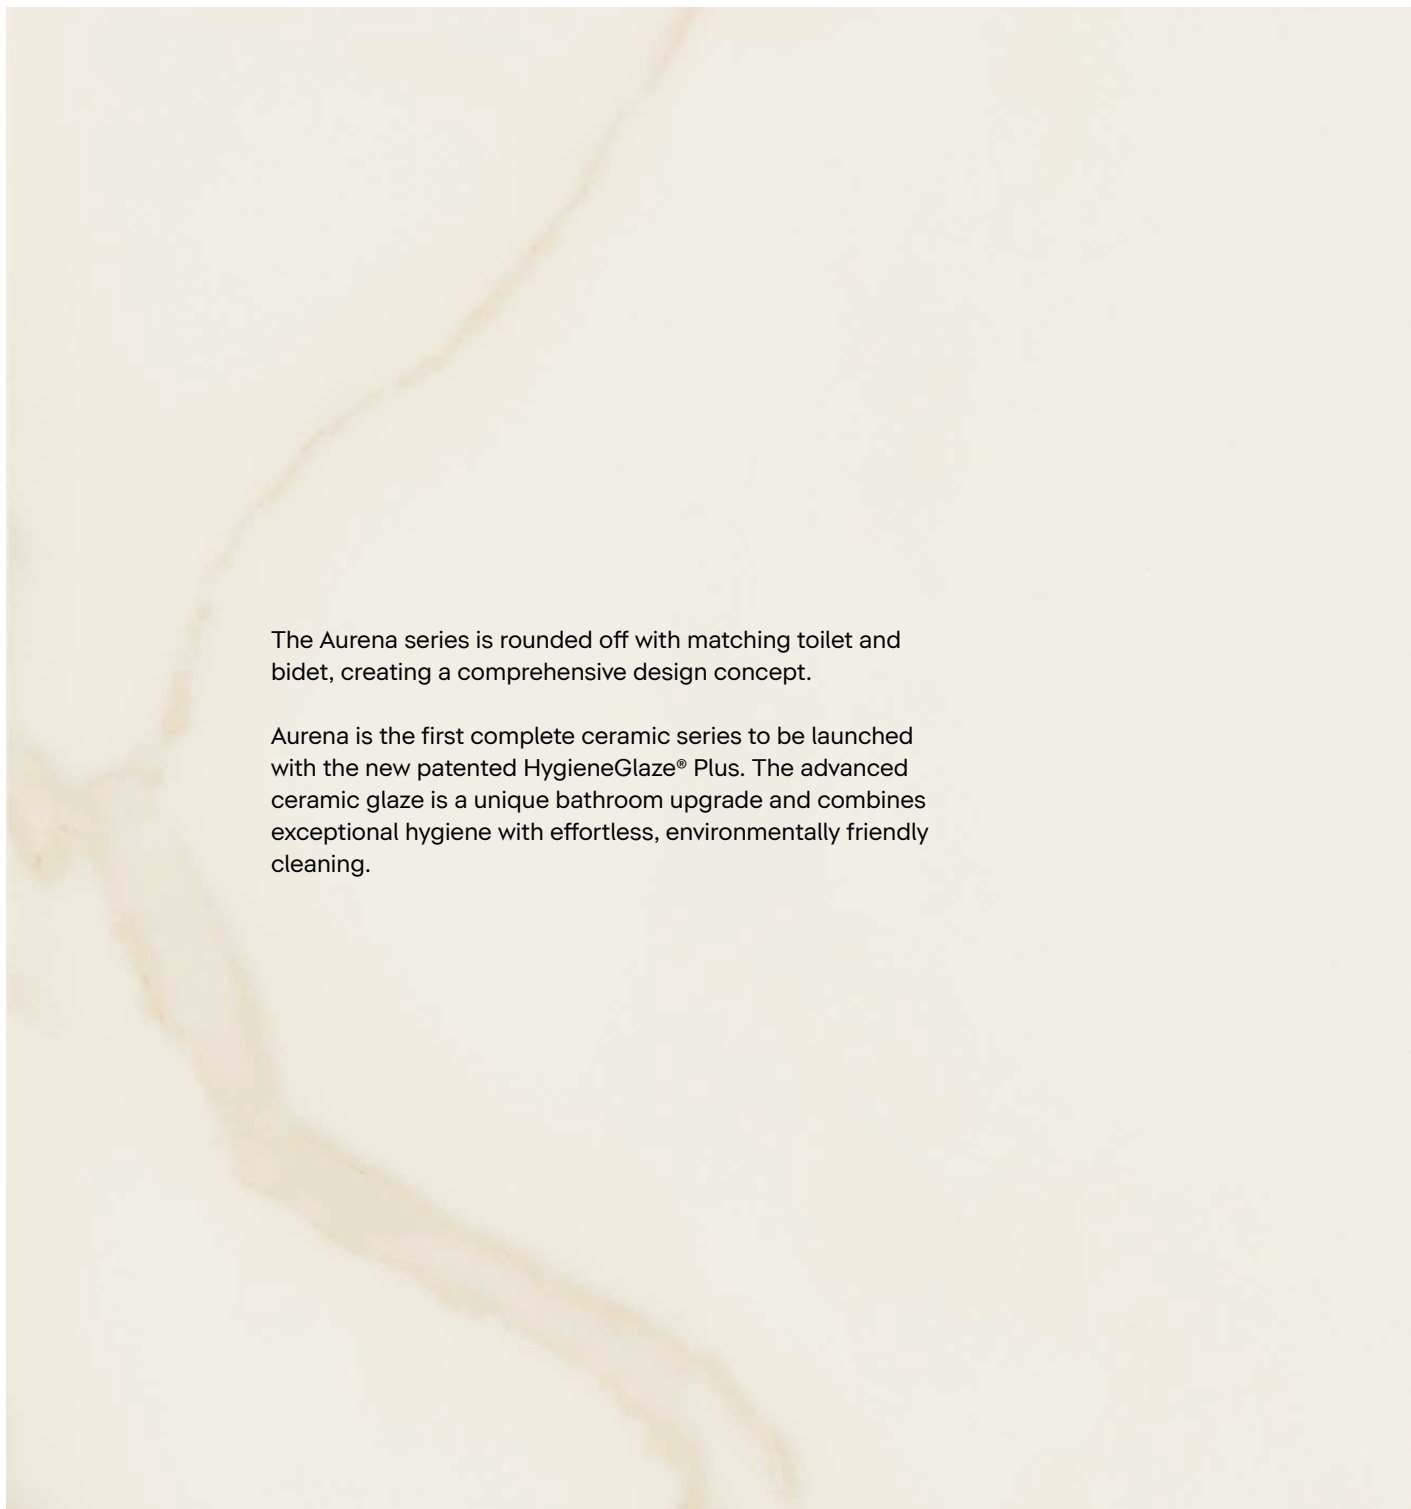 The Aurena series is rounded off with matching toilet and
bidet, creating a comprehensive design concept.
Aurena is the first complete ceramic series to be launched
with the new patented HygieneGlaze® Plus. The advanced
ceramic glaze is a unique bathroom upgrade and combines
exceptional hygiene with effortless, environmentally friendly
cleaning.